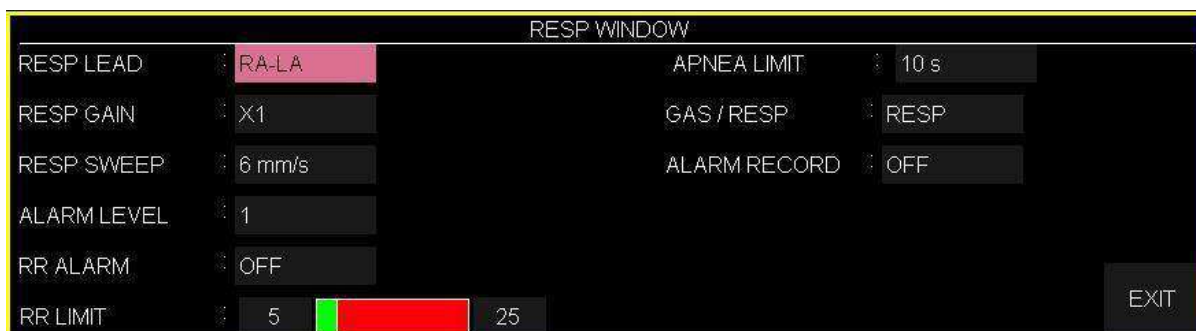 RESP WINDOW
RESP LEAD : RA-LA
APNEA LIMIT : 10 s
RESP GAIN : X1
GAS / RESP : RESP
RESP SWEEP : 6 mm/s
ALARM RECORD : OFF
ALARM LEVEL : 1
RR ALARM : OFF
RR LIMIT : 5 25
EXIT